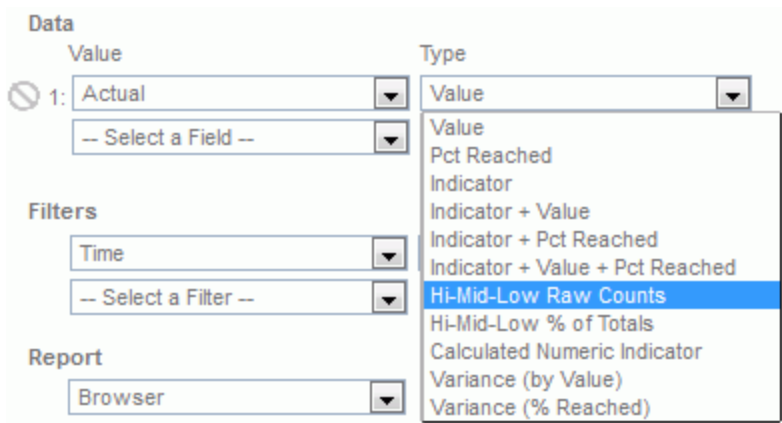 Data
Value Type
1: Actual Value
-- Select a Field --
Value
Pct Reached
Indicator
Indicator + Value
Indicator + Pct Reached
Indicator + Value + Pct Reached
Hi-Mid-Low Raw Counts
Hi-Mid-Low % of Totals
Calculated Numeric Indicator
Variance (by Value)
Variance (% Reached)
Filters
Time
-- Select a Filter --
Report
Browser